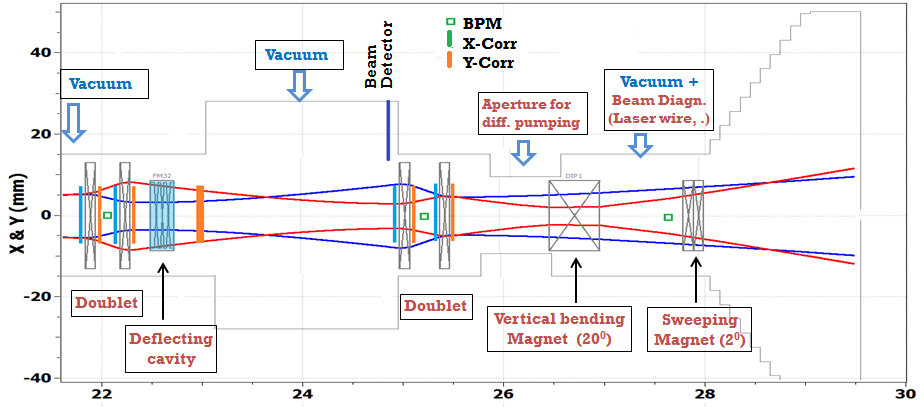 BPM
X-Corr
Y-Corr
Beam
Detector
Vacuum
Vacuum
Aperture for
diff. pumping
Vacuum +
Beam Diagn.
(Laser wire, .)
X & Y (mm)
40
20
0
-20
-40
PM32
DIP1
Doublet
Deflecting
cavity
Doublet
Vertical bending
Magnet (20⁰)
Sweeping
Magnet (2⁰)
22
24
25
26
28
30